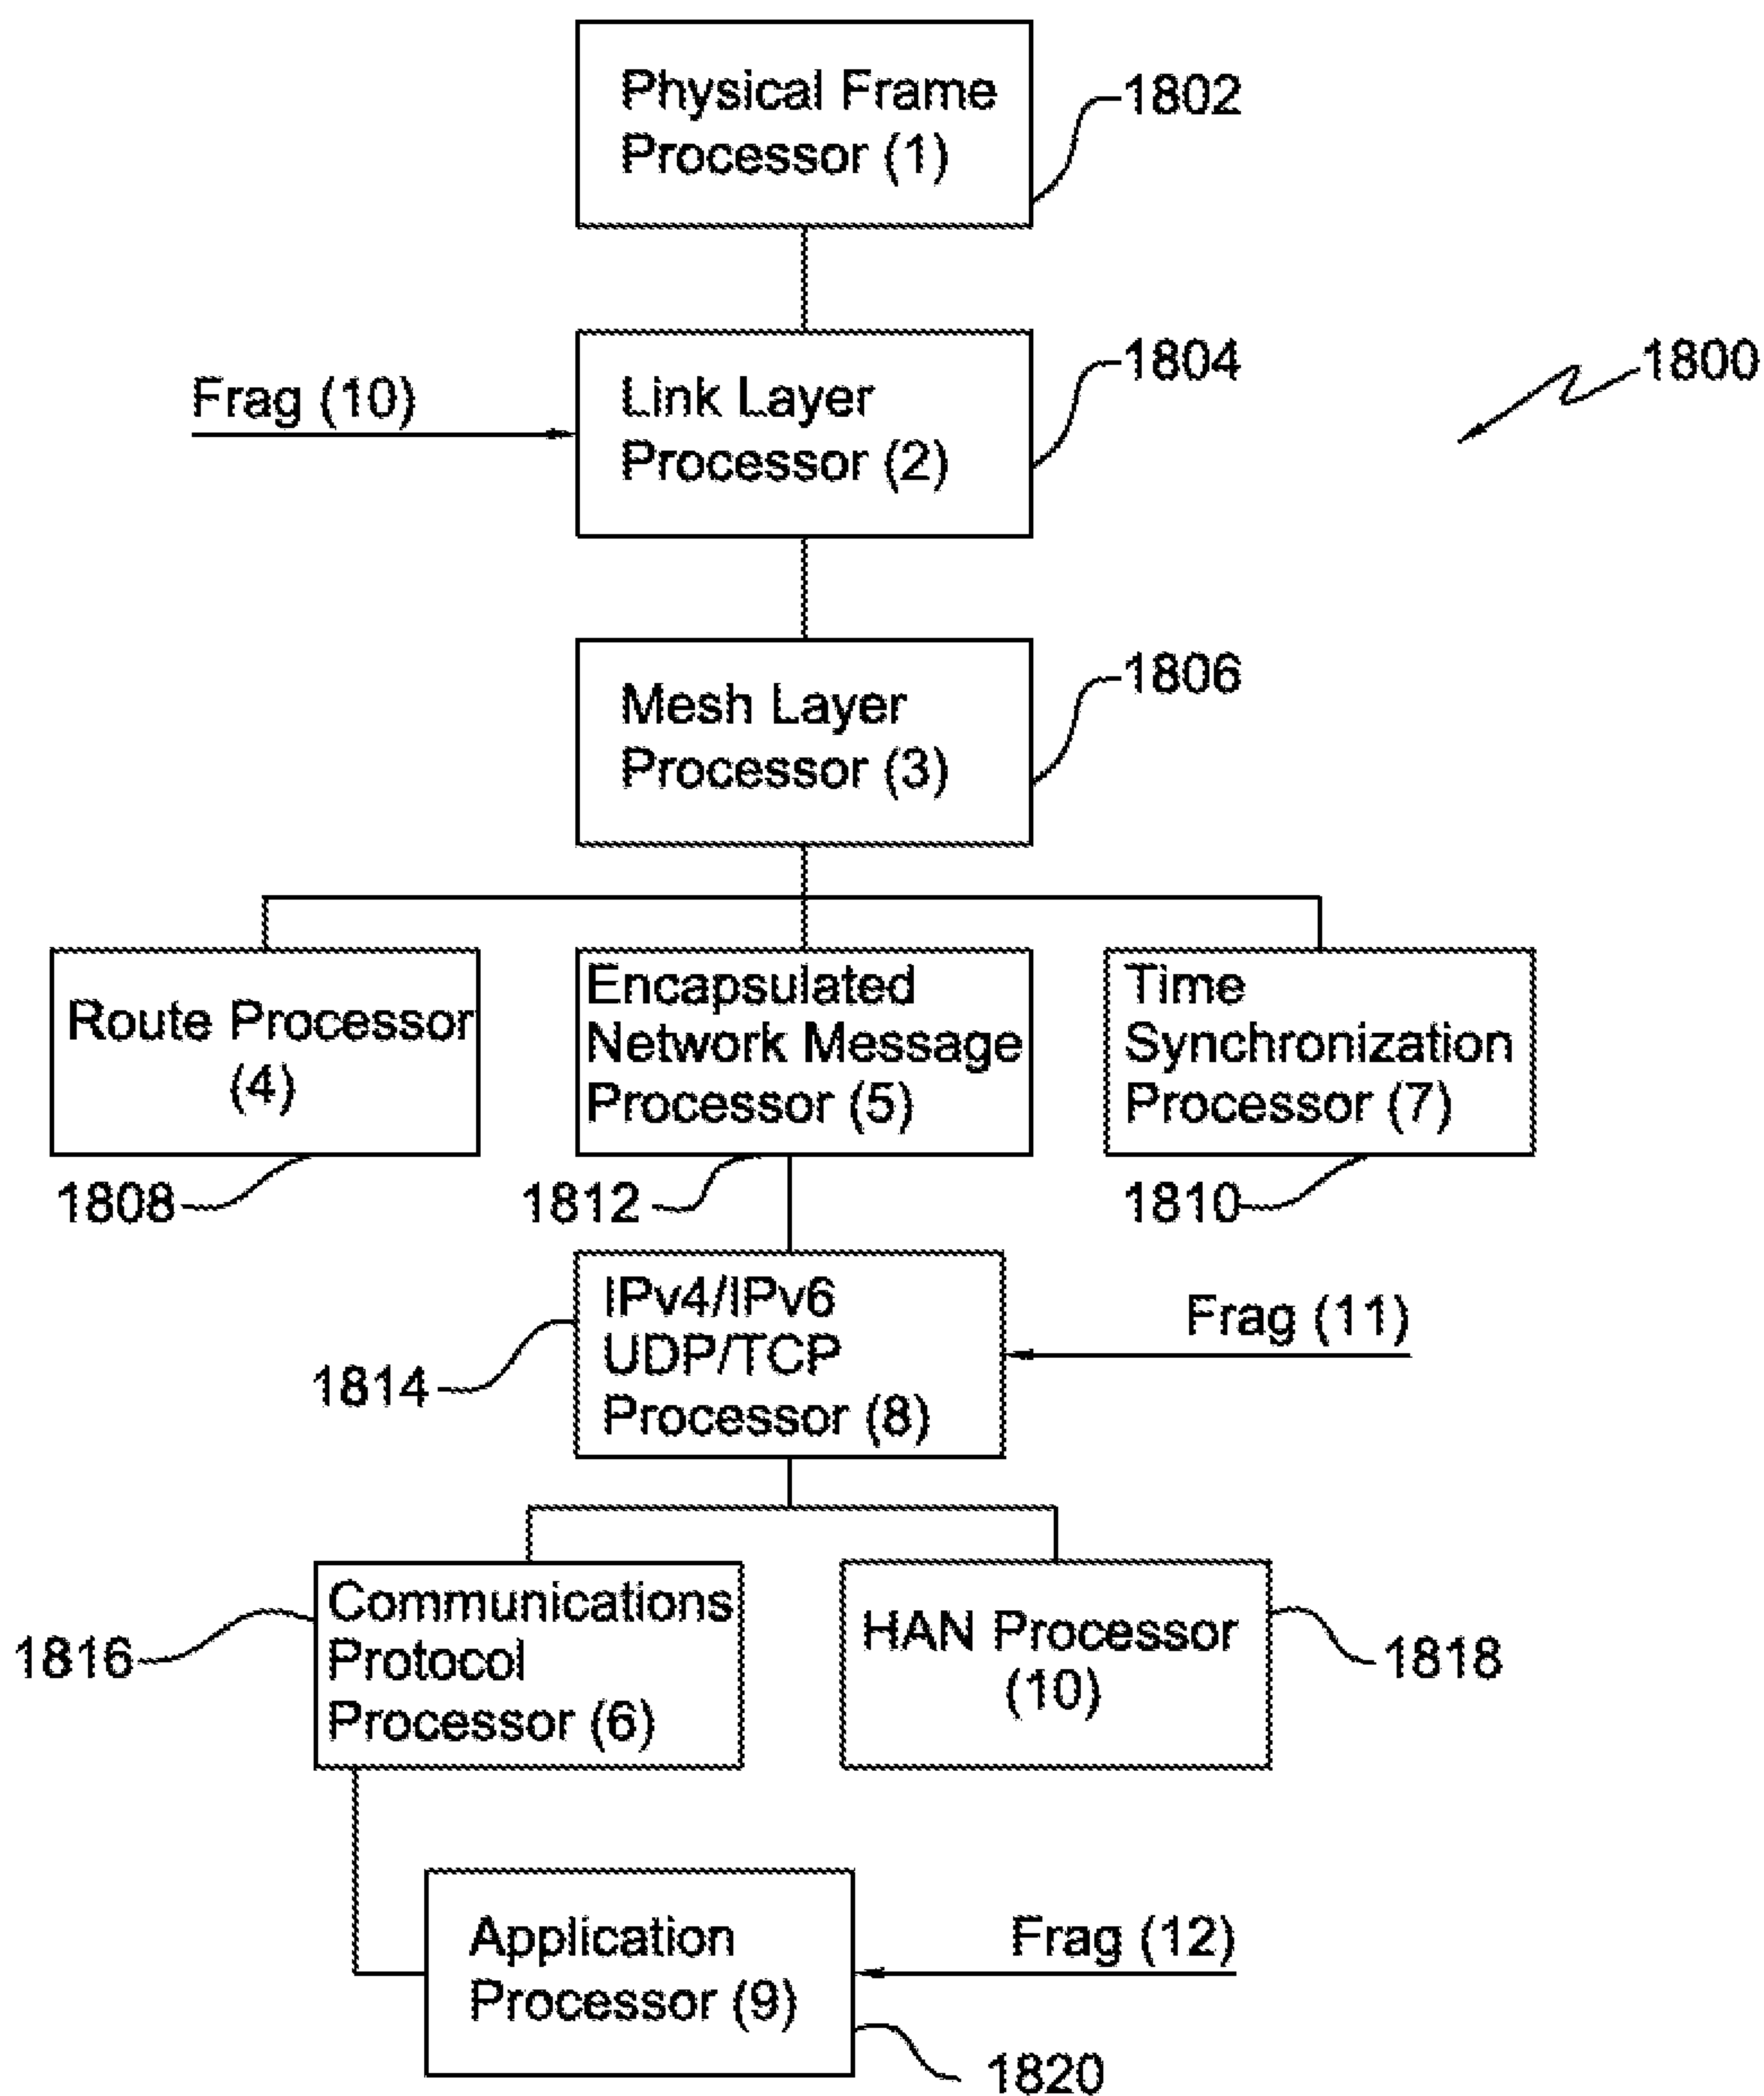 Physical Frame
Processor (1)
1802
Frag (10)
Link Layer
Processor (2)
1804
1800
Mesh Layer
Processor (3)
1806
Route Processor
(4)
Encapsulated
Network Message
Processor (5)
Time
Synchronization
Processor (7)
1808
1812
1810
IPv4/IPv6
UDP/TCP
Processor (8)
1814
Frag (11)
Communications
Protocol
Processor (6)
1816
HAN Processor
(10)
1818
Application
Processor (9)
Frag (12)
1820